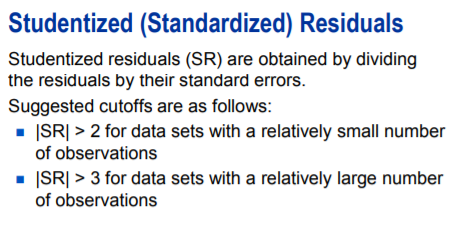 Studentized (Standardized) Residuals
Studentized residuals (SR) are obtained by dividing
the residuals by their standard errors.
Suggested cutoffs are as follows:
▪ |SR| > 2 for data sets with a relatively small number
of observations
▪ |SR| > 3 for data sets with a relatively large number
of observations